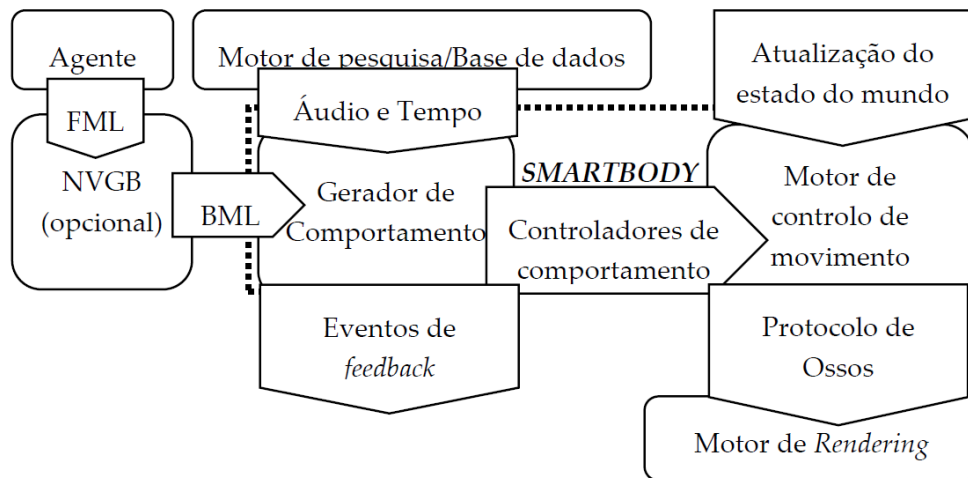 Agente
Motor de pesquisa/Base de dados
Atualização do
estado do mundo
FML
Áudio e Tempo
NVGB
(opcional)
BML
Gerador de
Comportamento
SMARTBODY
Controladores de
comportamento
Motor de
controlo de
movimento
Eventos de
feedback
Protocolo de
Ossos
Motor de Rendering